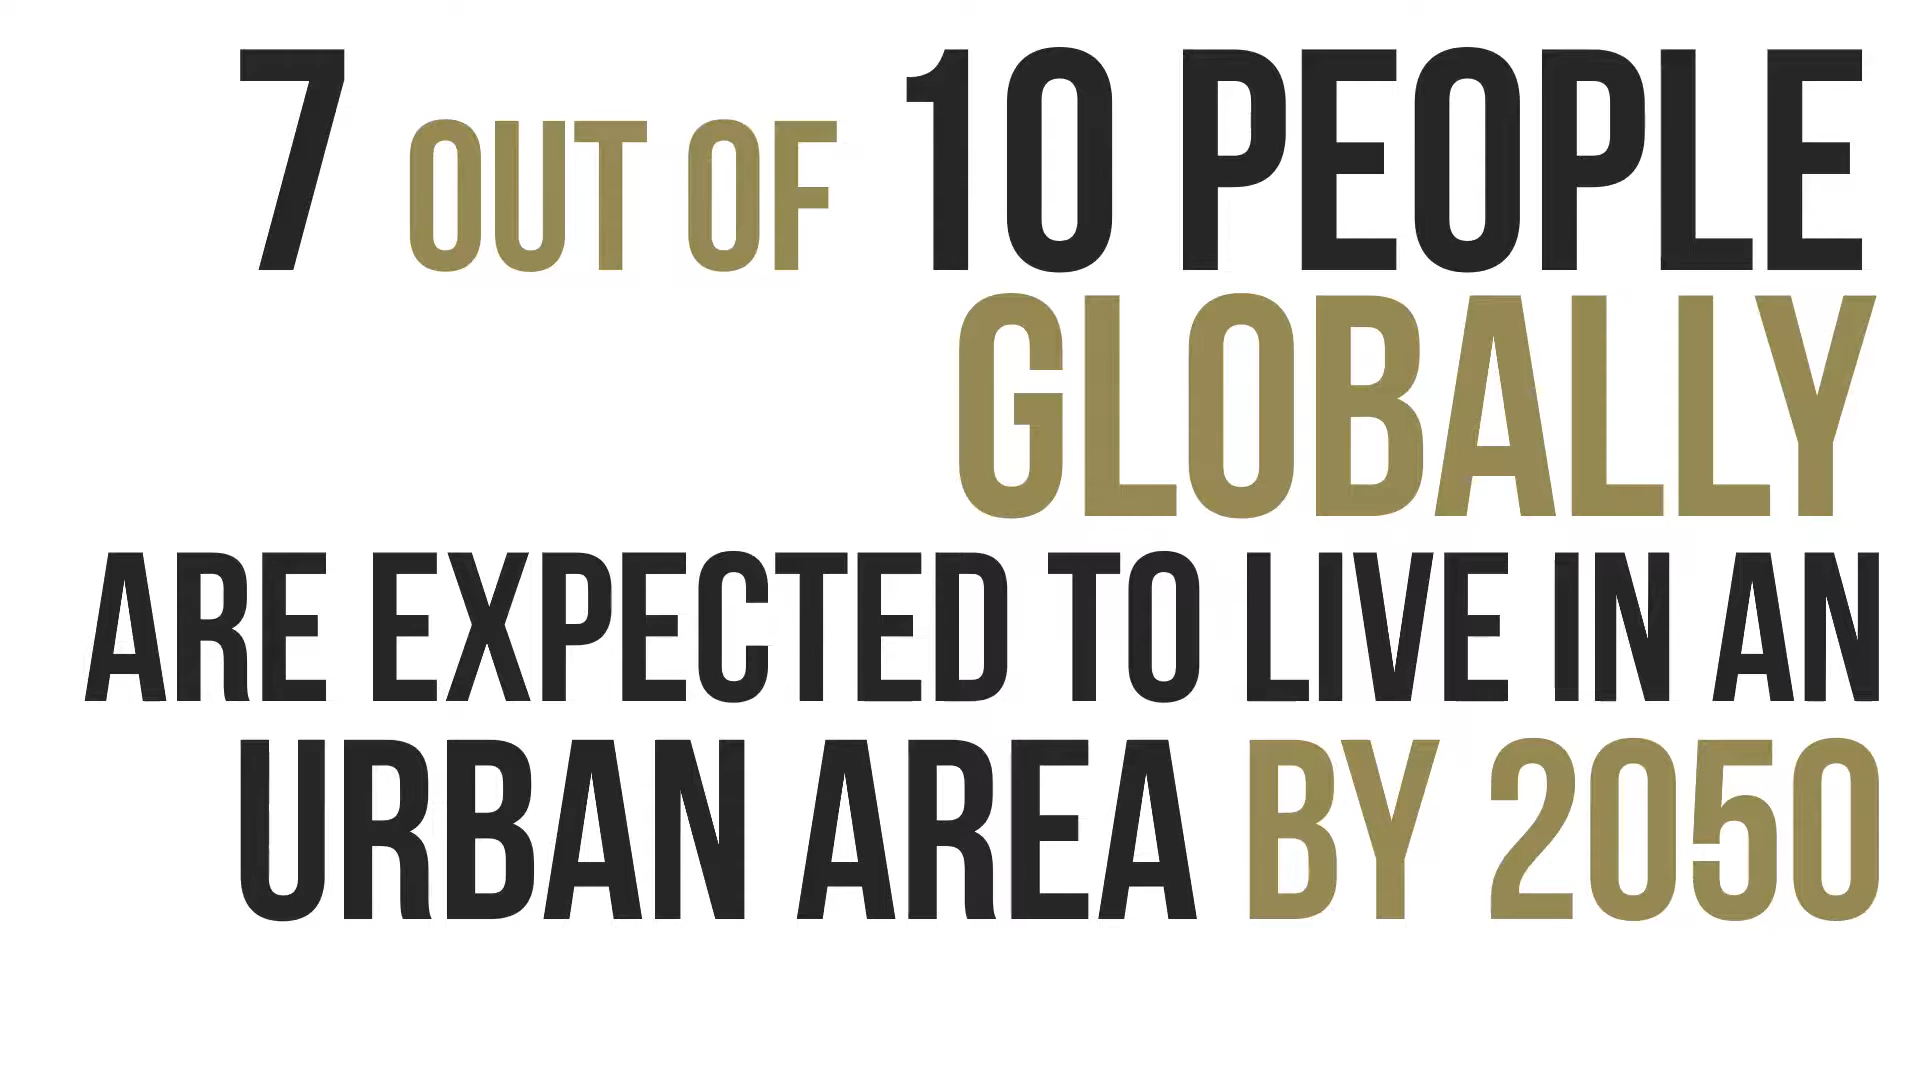 7 OUT OF 10 PEOPLE
GLOBALLY
ARE EXPECTED TO LIVE IN AN
URBAN AREA BY 2050